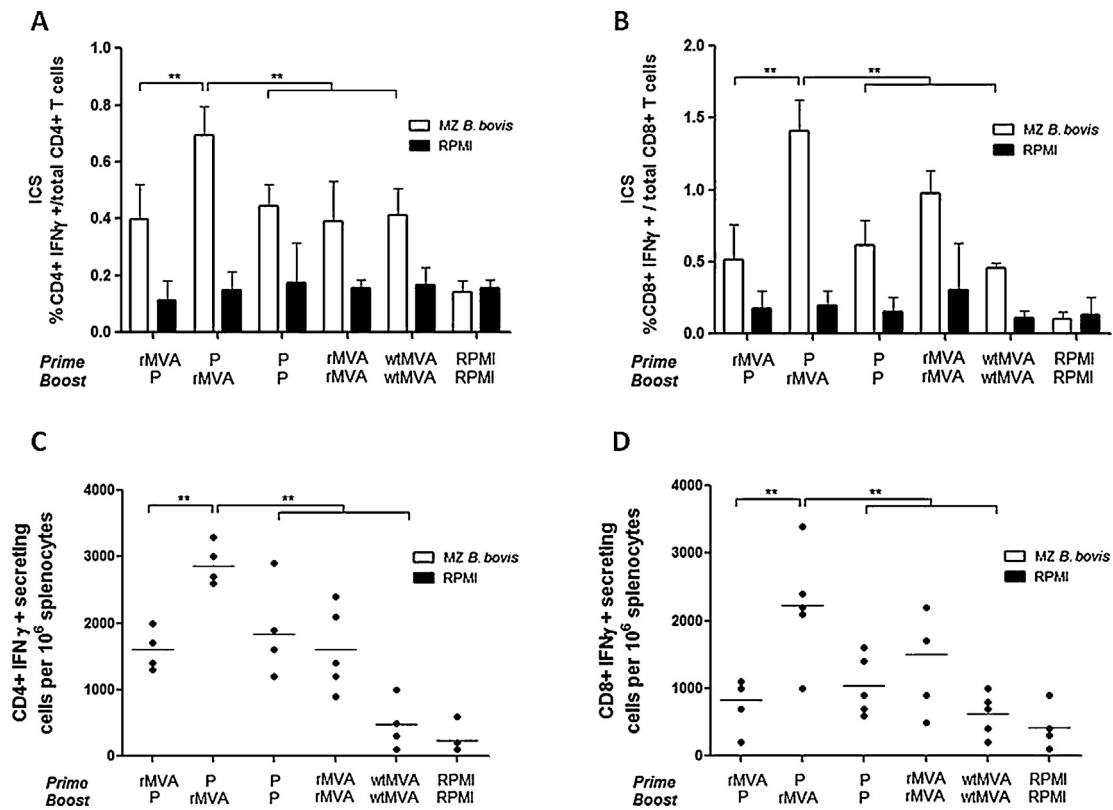 A
ICS
%CD4+ IFNγ +/total CD4+ T cells
1.0
0.8
0.6
0.4
0.2
0.0
**
**
MZ B. bovis
RPMI
Prime rMVA P P rMVA wtMVA RPMI
Boost P rMVA P rMVA wtMVA RPMI
B
ICS
%CD8+ IFNγ + / total CD8+ T cells
2.0
1.5
1.0
0.5
0.0
**
**
MZ B. bovis
RPMI
Prime rMVA P P rMVA wtMVA RPMI
Boost P rMVA P rMVA wtMVA RPMI
C
CD4+ IFN γ + secreting
cells per 10⁶ splenocytes
4000
3000
2000
1000
0
**
**
MZ B. bovis
RPMI
Primo rMVA P P rMVA wtMVA RPMI
Boost P rMVA P rMVA wtMVA RPMI
D
CD8+ IFNγ + secreting
cells per 10⁶ splenocytes
4000
3000
2000
1000
0
**
**
MZ B. bovis
RPMI
Prime rMVA P P rMVA wtMVA RPMI
Boost P rMVA P rMVA wtMVA RPMI